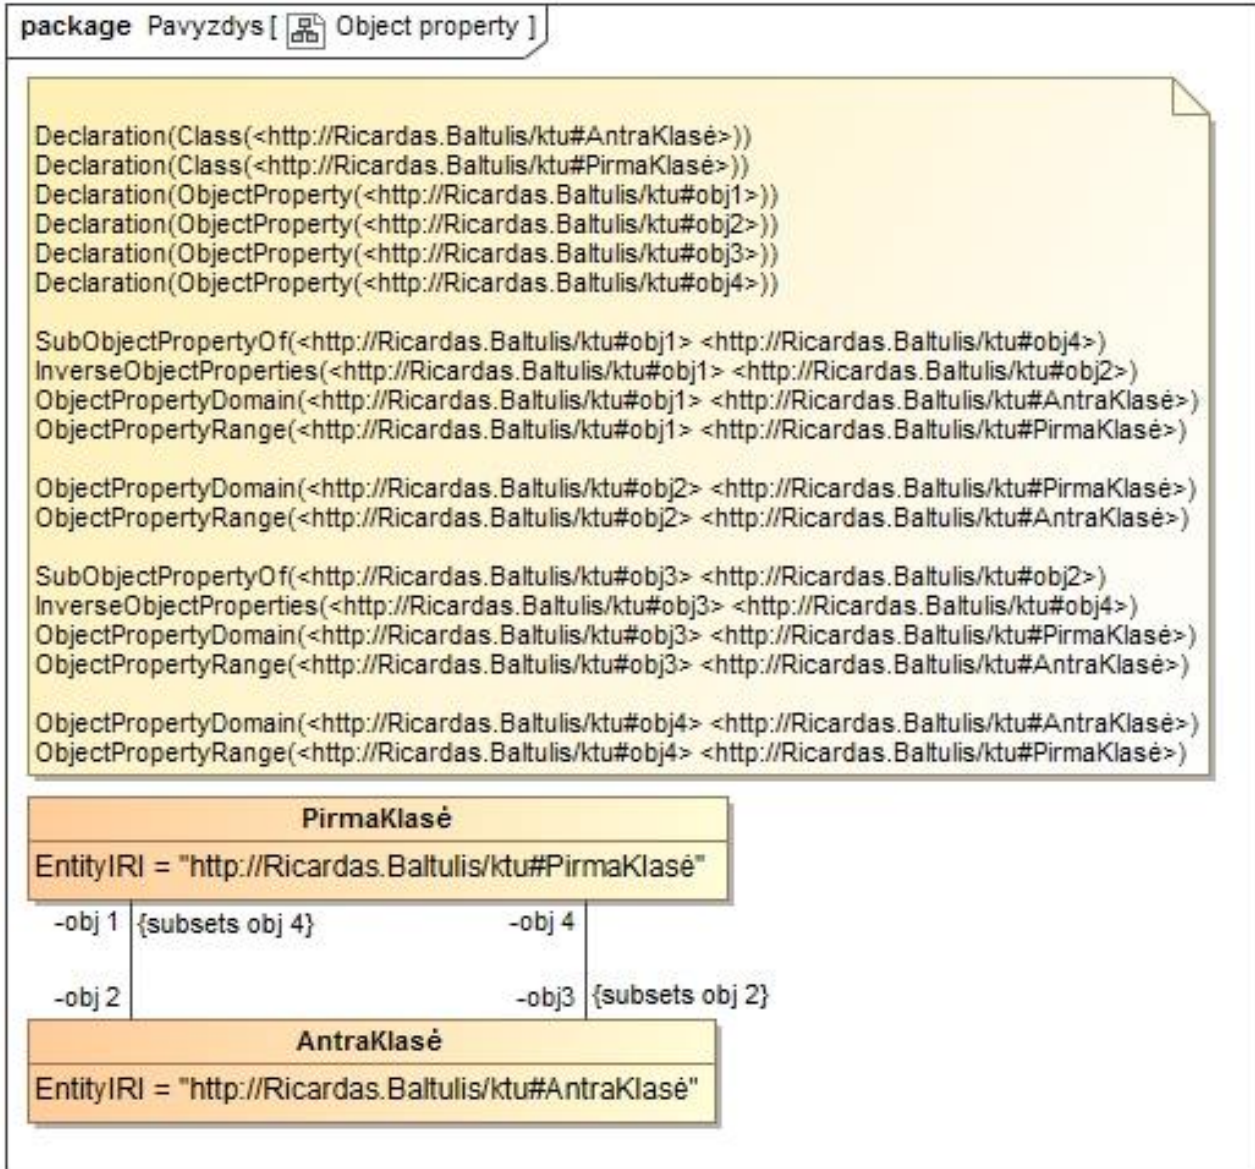 package Pavyzdys [ Object property ]
Declaration(Class(<http://Ricardas.Baltulis/ktu#AntraKlasė>))
Declaration(Class(<http://Ricardas.Baltulis/ktu#PirmaKlasė>))
Declaration(ObjectProperty(<http://Ricardas.Baltulis/ktu#obj1>))
Declaration(ObjectProperty(<http://Ricardas.Baltulis/ktu#obj2>))
Declaration(ObjectProperty(<http://Ricardas.Baltulis/ktu#obj3>))
Declaration(ObjectProperty(<http://Ricardas.Baltulis/ktu#obj4>))
SubObjectPropertyOf(<http://Ricardas.Baltulis/ktu#obj1> <http://Ricardas.Baltulis/ktu#obj4>)
InverseObjectProperties(<http://Ricardas.Baltulis/ktu#obj1> <http://Ricardas.Baltulis/ktu#obj2>)
ObjectPropertyDomain(<http://Ricardas.Baltulis/ktu#obj1> <http://Ricardas.Baltulis/ktu#AntraKlasė>)
ObjectPropertyRange(<http://Ricardas.Baltulis/ktu#obj1> <http://Ricardas.Baltulis/ktu#PirmaKlasė>)
ObjectPropertyDomain(<http://Ricardas.Baltulis/ktu#obj2> <http://Ricardas.Baltulis/ktu#PirmaKlasė>)
ObjectPropertyRange(<http://Ricardas.Baltulis/ktu#obj2> <http://Ricardas.Baltulis/ktu#AntraKlasė>)
SubObjectPropertyOf(<http://Ricardas.Baltulis/ktu#obj3> <http://Ricardas.Baltulis/ktu#obj2>)
InverseObjectProperties(<http://Ricardas.Baltulis/ktu#obj3> <http://Ricardas.Baltulis/ktu#obj4>)
ObjectPropertyDomain(<http://Ricardas.Baltulis/ktu#obj3> <http://Ricardas.Baltulis/ktu#PirmaKlasė>)
ObjectPropertyRange(<http://Ricardas.Baltulis/ktu#obj3> <http://Ricardas.Baltulis/ktu#AntraKlasė>)
ObjectPropertyDomain(<http://Ricardas.Baltulis/ktu#obj4> <http://Ricardas.Baltulis/ktu#AntraKlasė>)
ObjectPropertyRange(<http://Ricardas.Baltulis/ktu#obj4> <http://Ricardas.Baltulis/ktu#PirmaKlasė>)
PirmaKlasė
EntityIRI = "http://Ricardas.Baltulis/ktu#PirmaKlasė"
-obj 1 {subsets obj 4} -obj 4
-obj 2 -obj3 {subsets obj 2}
AntraKlasė
EntityIRI = "http://Ricardas.Baltulis/ktu#AntraKlasė"